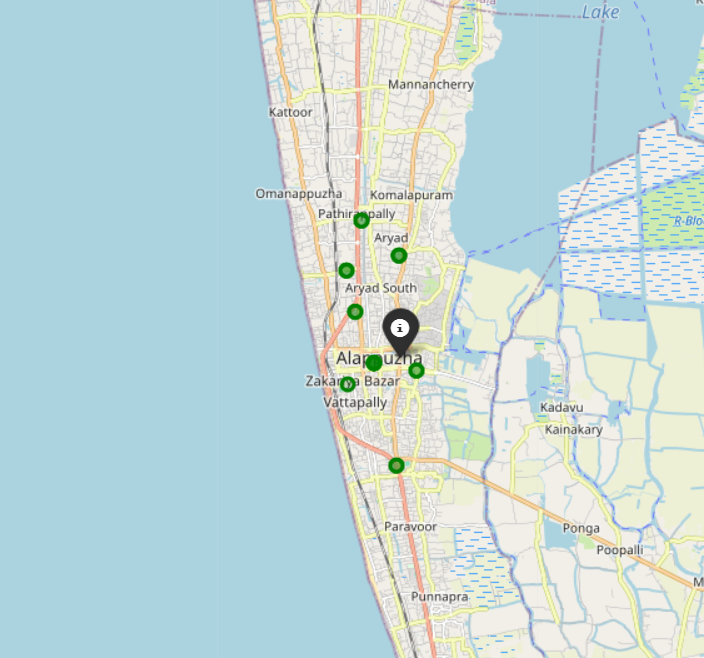 Lake
Mannancherry
Kattoor
Omanappuzha
Komalapuram
Pathirappally
Aryad
R-Blo
Aryad South
i
Alappuzha
Zakariya Bazar
Vattapally
Kadavu
Kainakary
Paravoor
Ponga
Poopalli
M
Punnapra